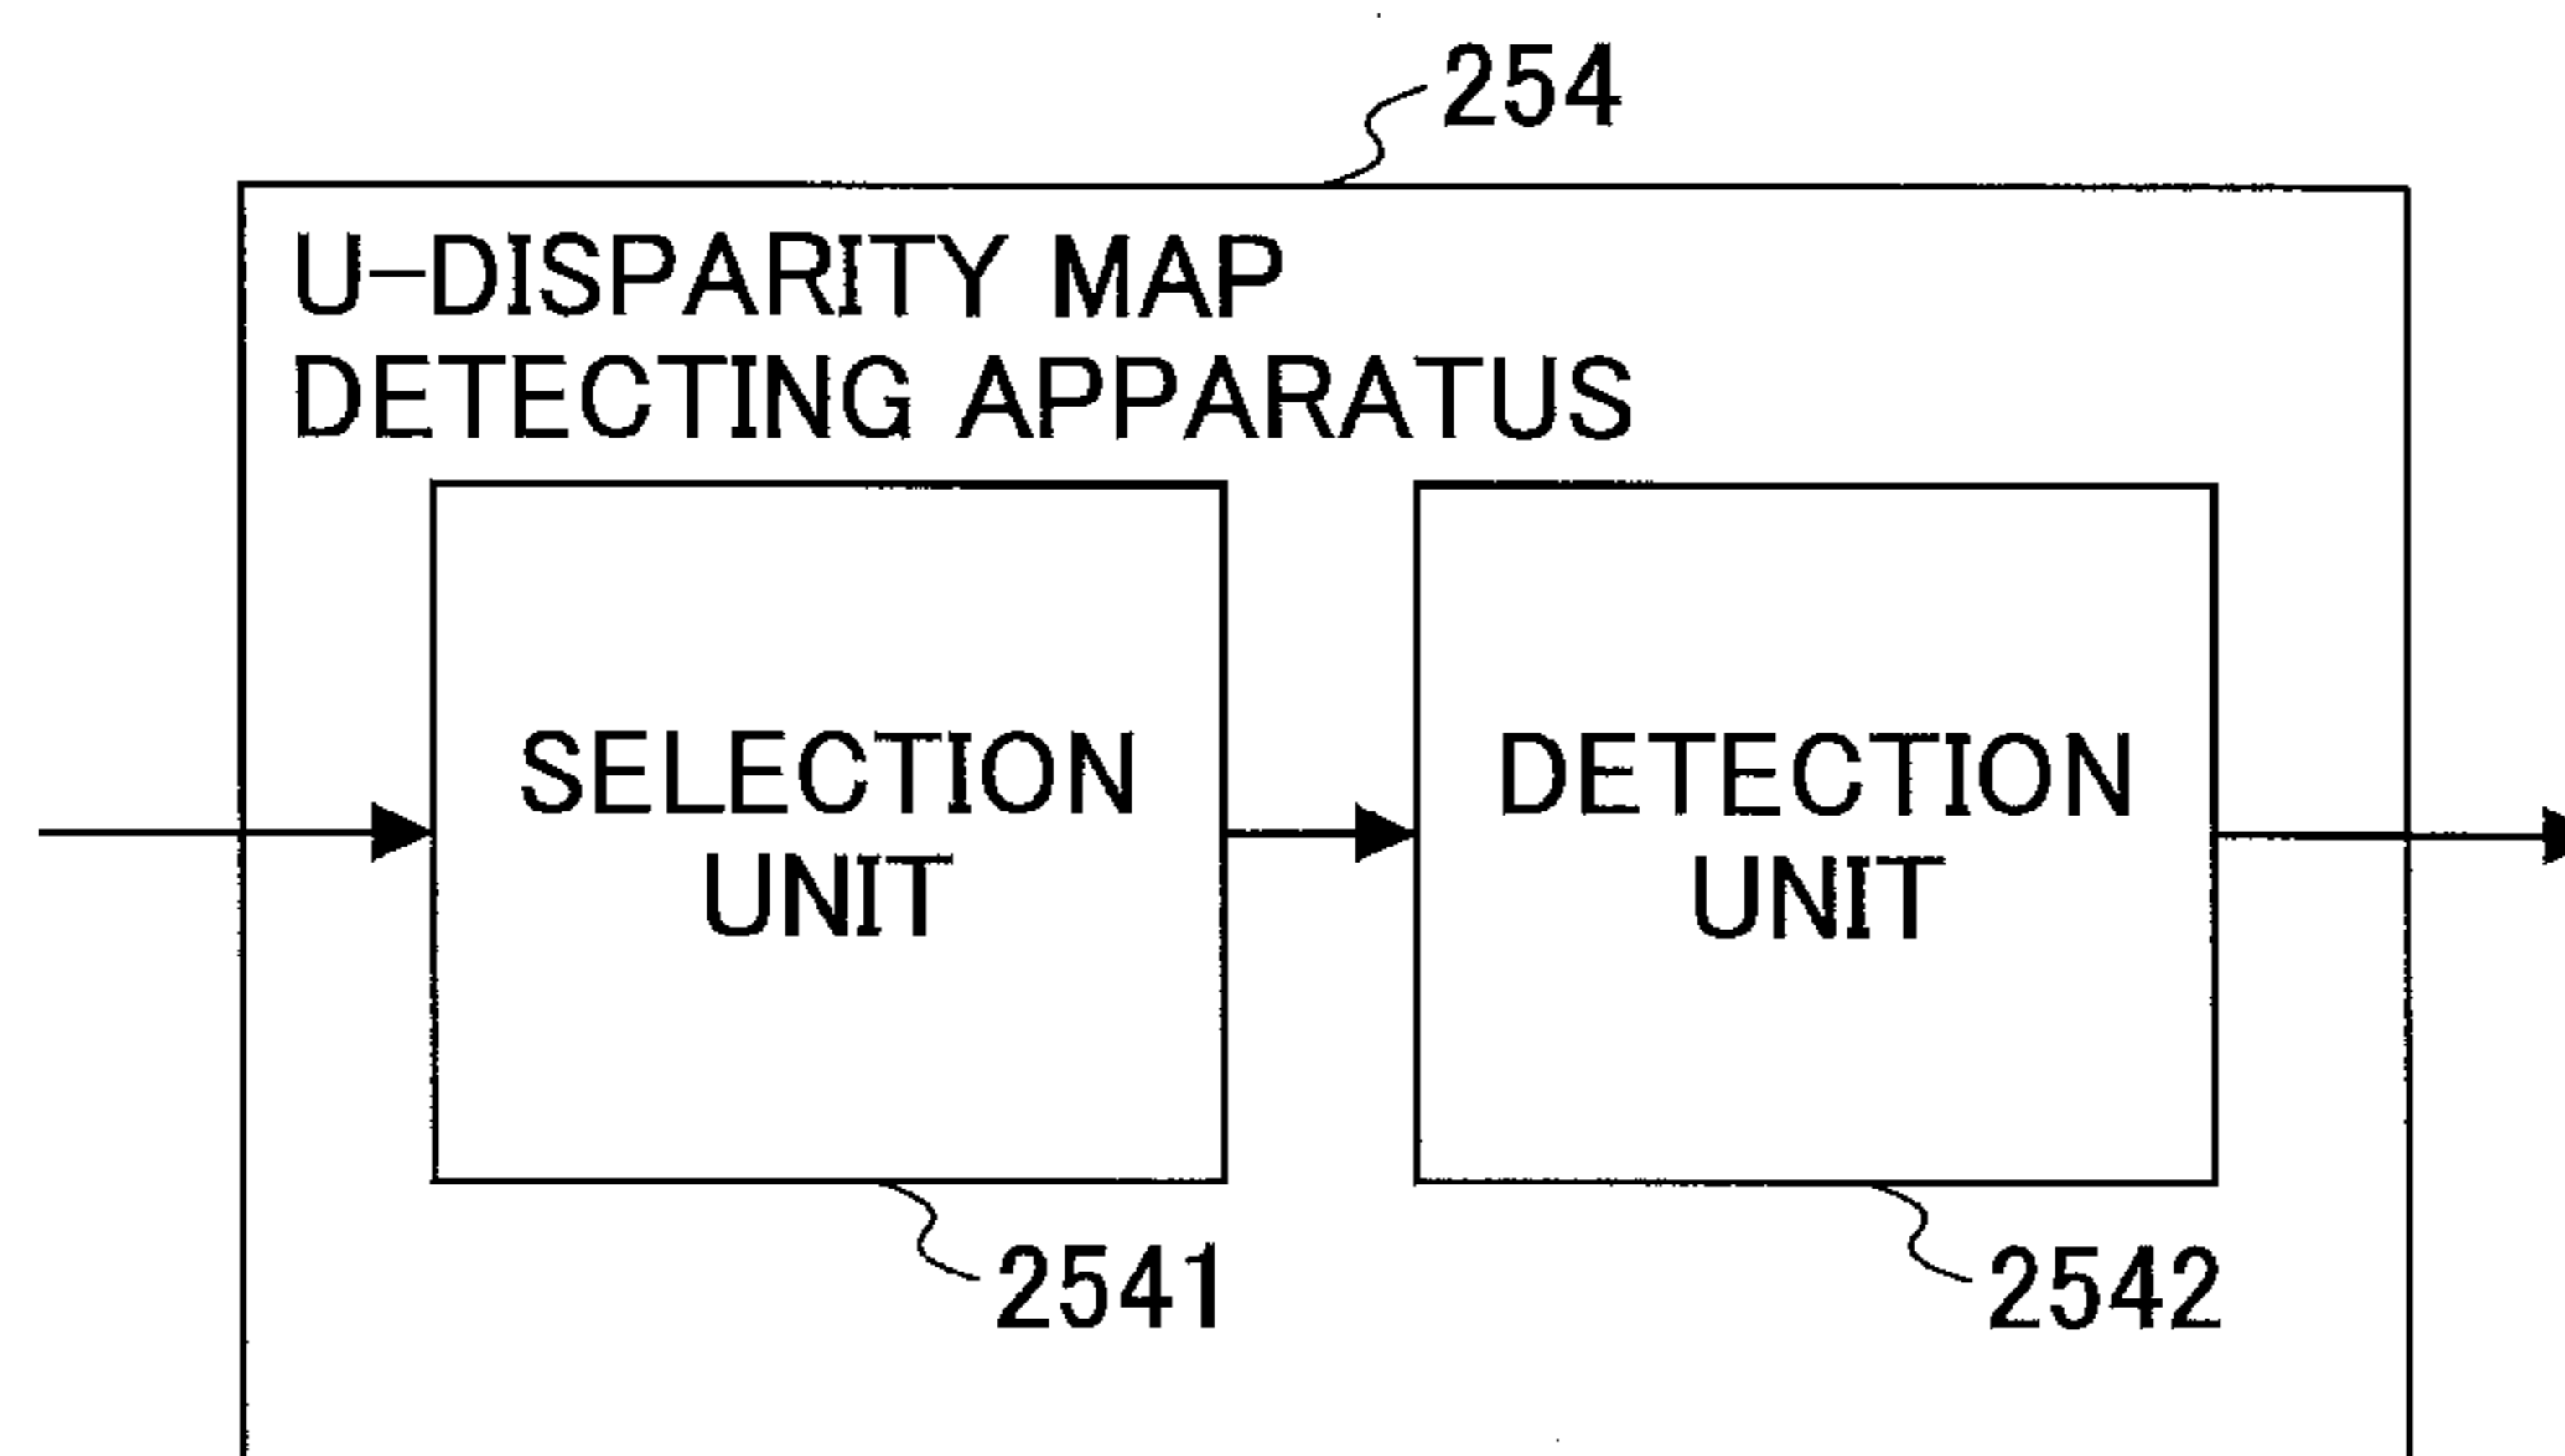 254
U-DISPARITY MAP
DETECTING APPARATUS
SELECTION
UNIT
DETECTION
UNIT
2541
2542